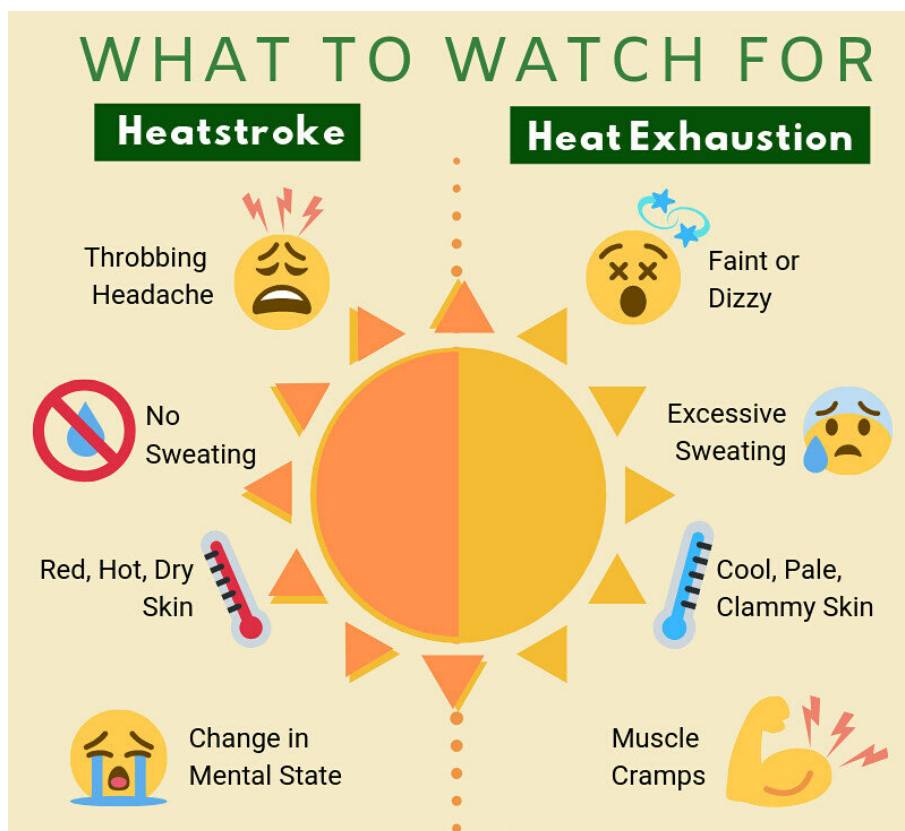 WHAT TO WATCH FOR
Heatstroke
Throbbing
Headache
No
Sweating
Red, Hot, Dry
Skin
Change in
Mental State
Heat Exhaustion
Faint or
Dizzy
Excessive
Sweating
Cool, Pale,
Clammy Skin
Muscle
Cramps